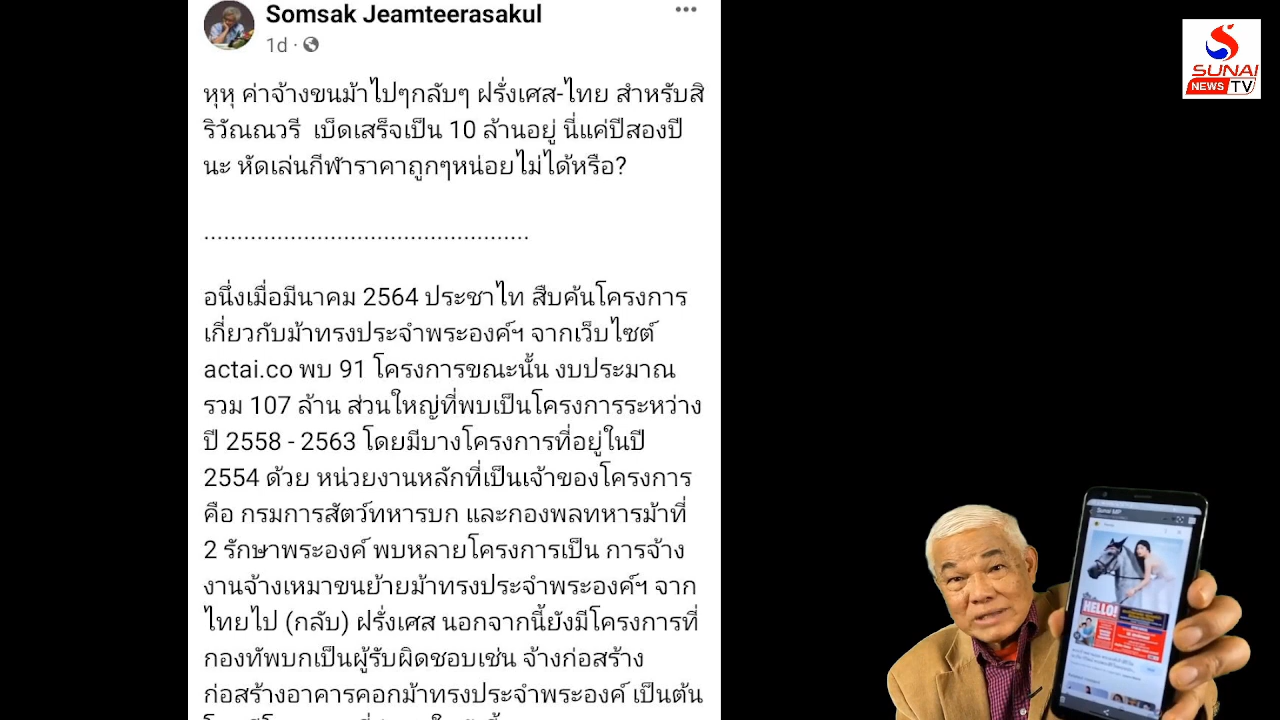 Somsak Jeamteerasakul
1d ·
หุหุ ค่าจ้างขนม้าไปๆกลับๆ ฝรั่งเศส-ไทย สำหรับสิ
ริวัณณวรี เบ็ดเสร็จเป็น 10 ล้านอยู่ นี่แค่ปีสองปี
นะ หัดเล่นกีฬาราคาถูกๆหน่อยไม่ได้หรือ?
.................................................
อนึ่งเมื่อมีนาคม 2564 ประชาไท สืบค้นโครงการ
เกี่ยวกับม้าทรงประจำพระองค์ฯ จากเว็บไซต์
actai.co พบ 91 โครงการขณะนั้น งบประมาณ
รวม 107 ล้าน ส่วนใหญ่ที่พบเป็นโครงการระหว่าง
ปี 2558 - 2563 โดยมีบางโครงการที่อยู่ในปี
2554 ด้วย หน่วยงานหลักที่เป็นเจ้าของโครงการ
คือ กรมการสัตว์ทหารบก และกองพลทหารม้าที่
2 รักษาพระองค์ พบหลายโครงการเป็น การจ้าง
งานจ้างเหมาขนย้ายม้าทรงประจำพระองค์ฯ จาก
ไทยไป (กลับ) ฝรั่งเศส นอกจากนี้ยังมีโครงการที่
กองทัพบกเป็นผู้รับผิดชอบเช่น จ้างก่อสร้าง
ก่อสร้างอาคารคอกม้าทรงประจำพระองค์ เป็นต้น
SUNAI
NEWS TV
Sunai MP
HELLO!